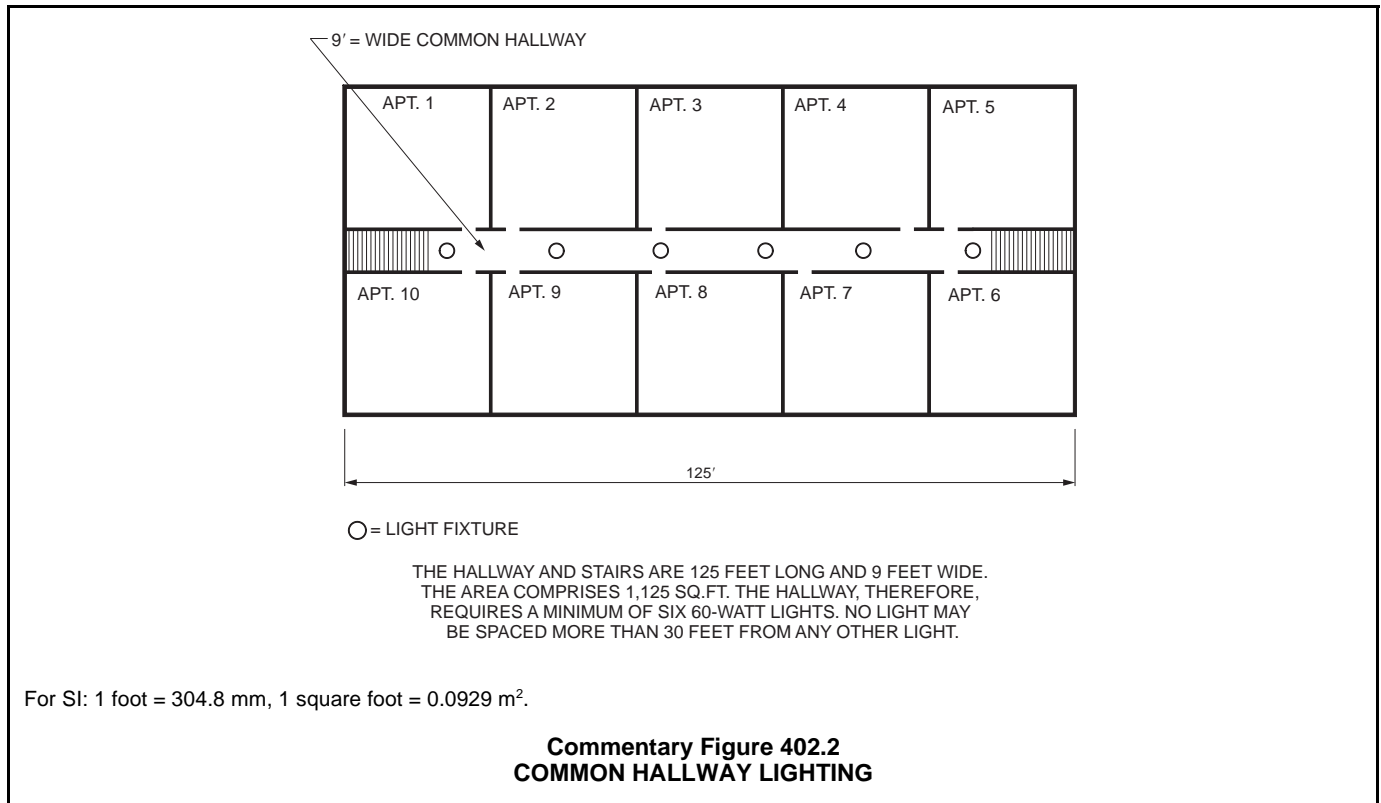 9′ = WIDE COMMON HALLWAY
APT. 1
APT. 2
APT. 3
APT. 4
APT. 5
APT. 10
APT. 9
APT. 8
APT. 7
APT. 6
125′
= LIGHT FIXTURE
THE HALLWAY AND STAIRS ARE 125 FEET LONG AND 9 FEET WIDE.
THE AREA COMPRISES 1,125 SQ.FT. THE HALLWAY, THEREFORE,
REQUIRES A MINIMUM OF SIX 60-WATT LIGHTS. NO LIGHT MAY
BE SPACED MORE THAN 30 FEET FROM ANY OTHER LIGHT.
For SI: 1 foot = 304.8 mm, 1 square foot = 0.0929 m².
Commentary Figure 402.2
COMMON HALLWAY LIGHTING